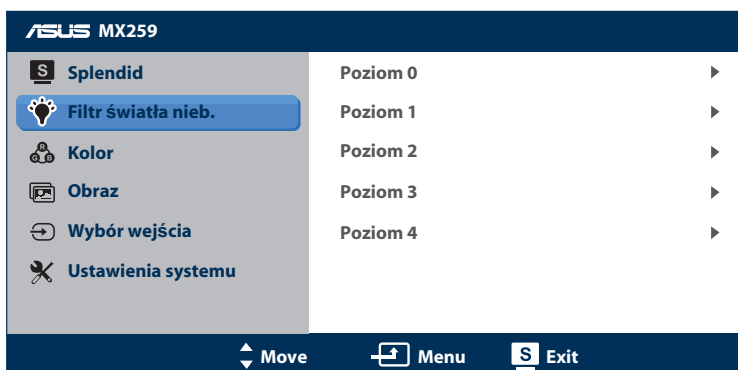 ASUS MX259
S Splendid
Filtr światła nieb.
R G B Kolor
Obraz
Wybór wejścia
Ustawienia systemu
Poziom 0
Poziom 1
Poziom 2
Poziom 3
Poziom 4
Move Menu S Exit